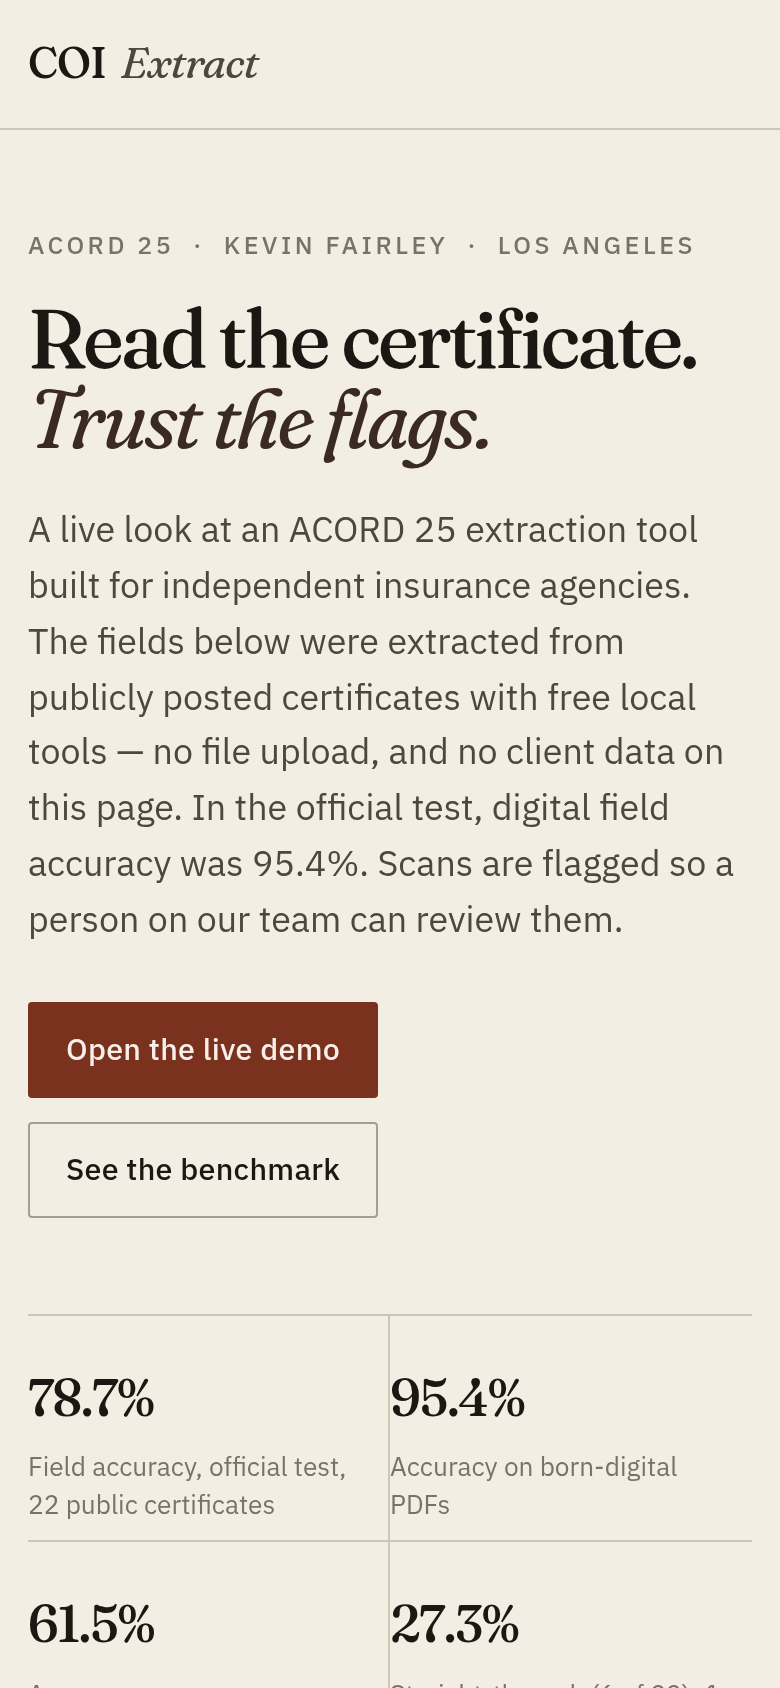 COI Extract
ACORD 25 · KEVIN FAIRLEY · LOS ANGELES
Read the certificate.
Trust the flags.
A live look at an ACORD 25 extraction tool
built for independent insurance agencies.
The fields below were extracted from
publicly posted certificates with free local
tools — no file upload, and no client data on
this page. In the official test, digital field
accuracy was 95.4%. Scans are flagged so a
person on our team can review them.
Open the live demo
See the benchmark
78.7%
Field accuracy, official test,
22 public certificates
95.4%
Accuracy on born-digital
PDFs
61.5%
27.3%